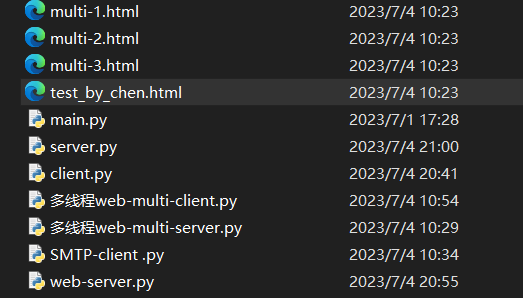 multi-1.html 2023/7/4 10:23
multi-2.html 2023/7/4 10:23
multi-3.html 2023/7/4 10:23
test_by_chen.html 2023/7/4 10:23
main.py 2023/7/1 17:28
server.py 2023/7/4 21:00
client.py 2023/7/4 20:41
多线程web-multi-client.py 2023/7/4 10:54
多线程web-multi-server.py 2023/7/4 10:29
SMTP-client .py 2023/7/4 10:34
web-server.py 2023/7/4 20:55